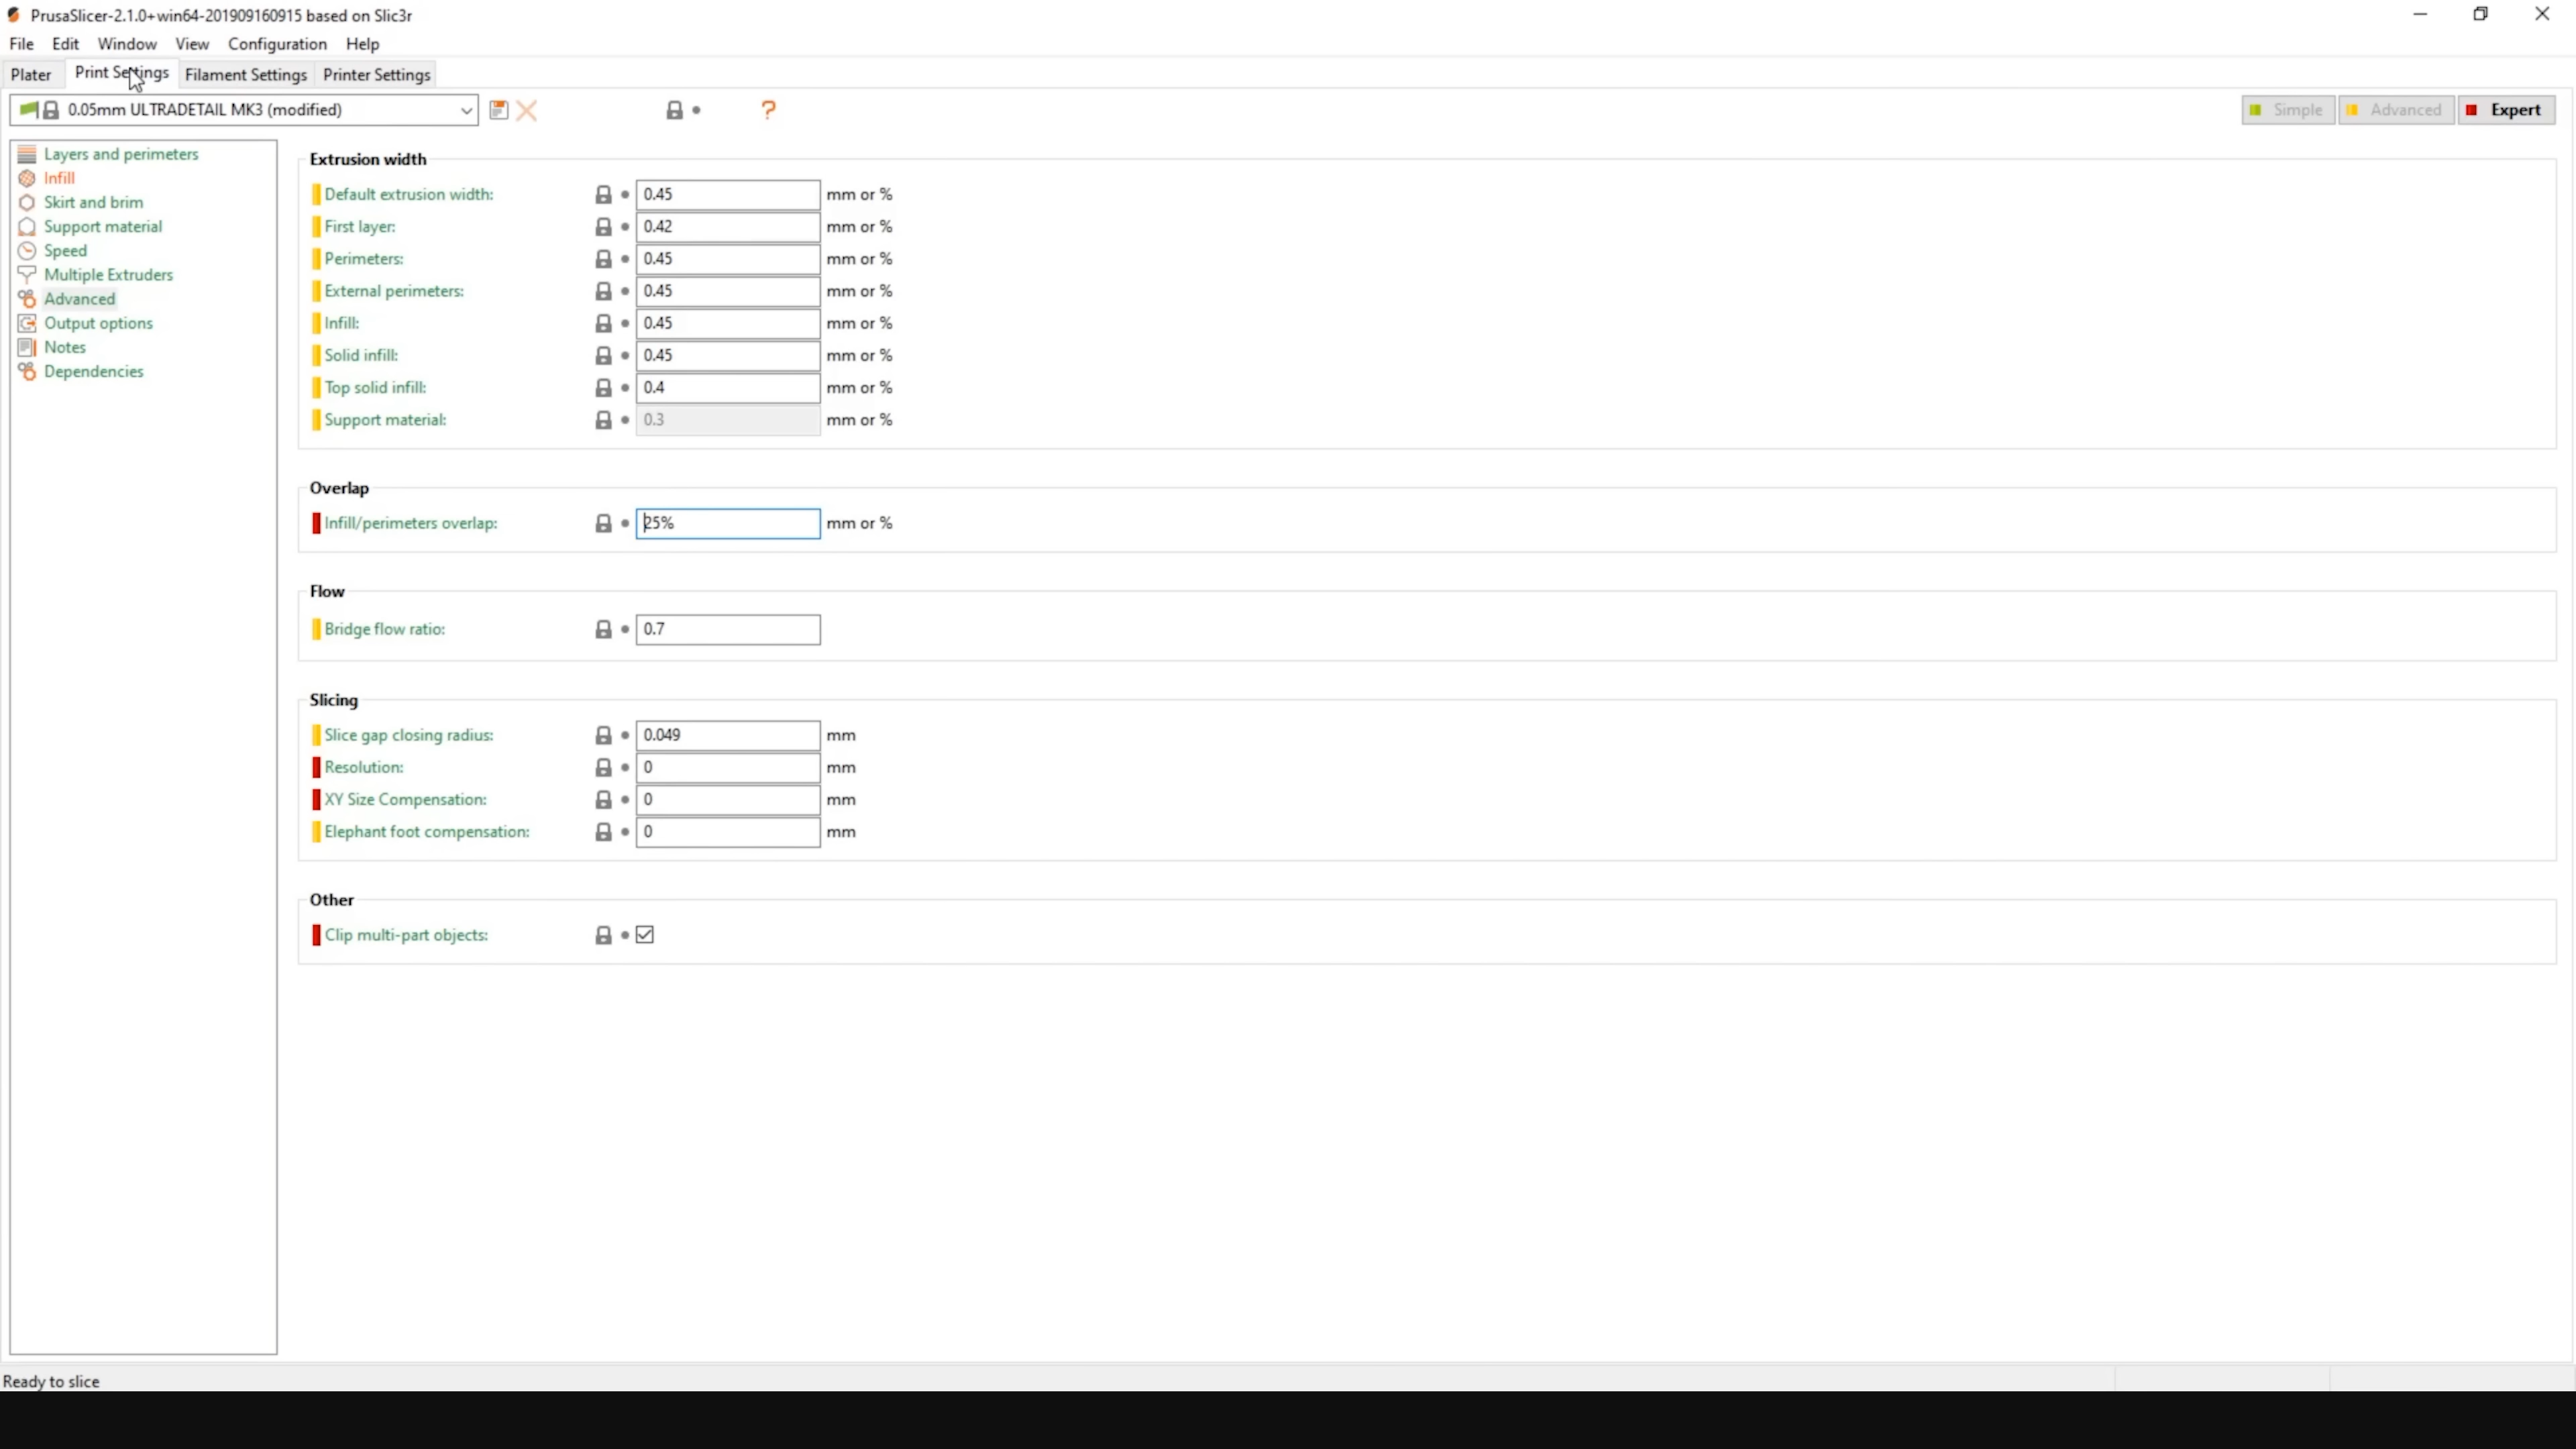 PrusaSlicer-2.1.0+win64-201909160915 based on Slic3r
File Edit Window View Configuration Help
Plater Print Settings Filament Settings Printer Settings
0.05mm ULTRADETAIL MK3 (modified) ? Simple Advanced Expert
Layers and perimeters
Infill
Skirt and brim
Support material
Speed
Multiple Extruders
Advanced
Output options
Notes
Dependencies
Extrusion width
Default extrusion width: 0.45 mm or %
First layer: 0.42 mm or %
Perimeters: 0.45 mm or %
External perimeters: 0.45 mm or %
Infill: 0.45 mm or %
Solid infill: 0.45 mm or %
Top solid infill: 0.4 mm or %
Support material: 0.3 mm or %
Overlap
Infill/perimeters overlap: 25% mm or %
Flow
Bridge flow ratio: 0.7
Slicing
Slice gap closing radius: 0.049 mm
Resolution: 0 mm
XY Size Compensation: 0 mm
Elephant foot compensation: 0 mm
Other
Clip multi-part objects:
Ready to slice